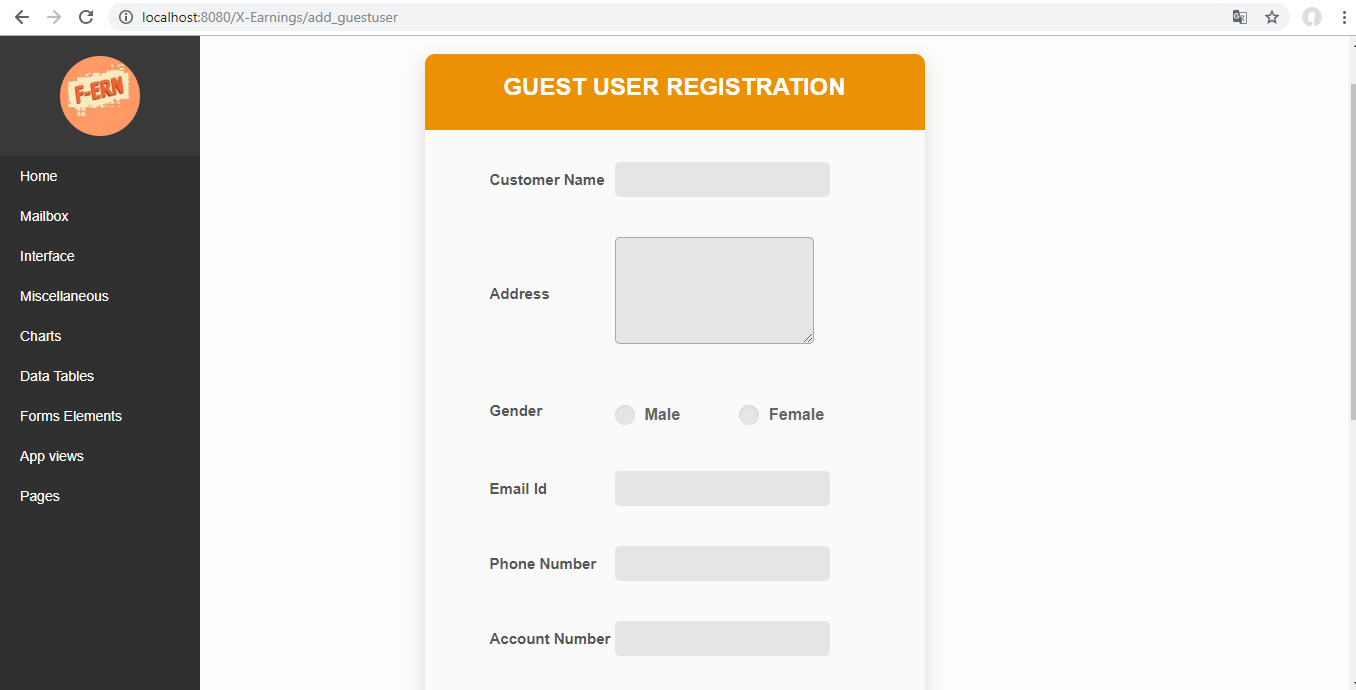 localhost:8080/X-Earnings/add_guestuser
F-ERN
Home
Mailbox
Interface
Miscellaneous
Charts
Data Tables
Forms Elements
App views
Pages
GUEST USER REGISTRATION
Customer Name
Address
Gender
Male Female
Email Id
Phone Number
Account Number